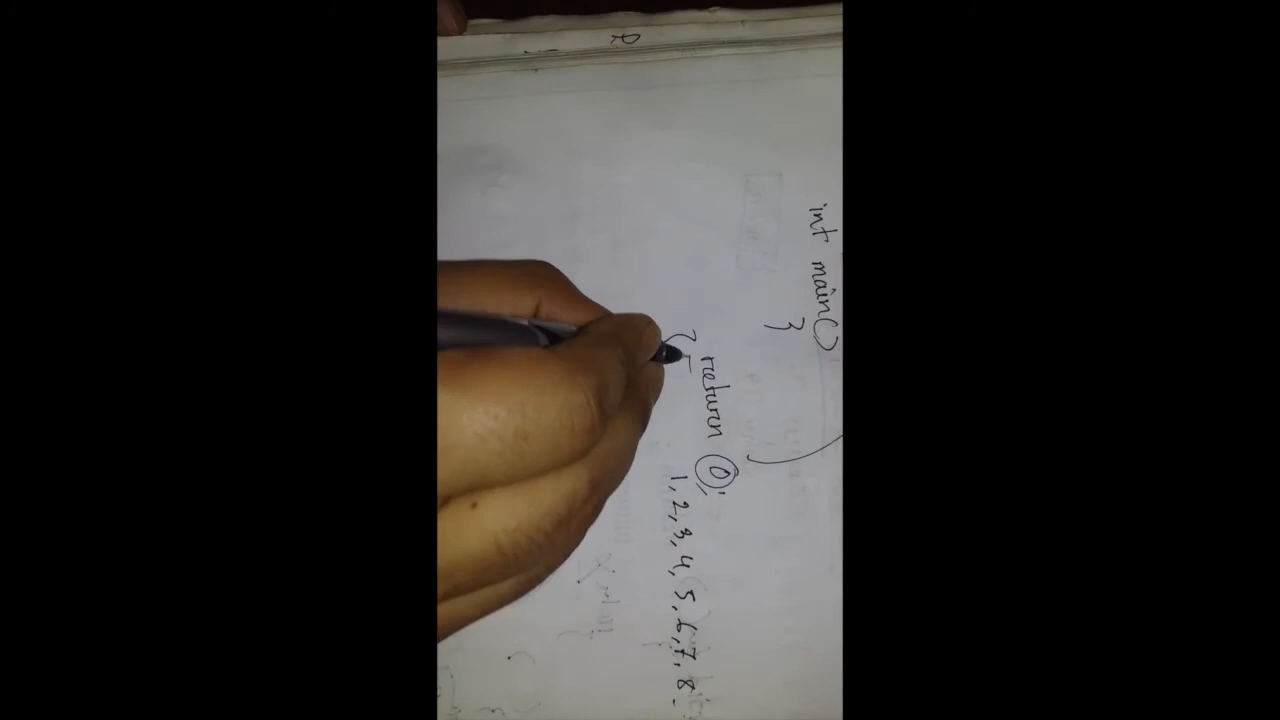 int main()
{
return 0;
1, 2, 3, 4, 5, 6, 7, 8 -